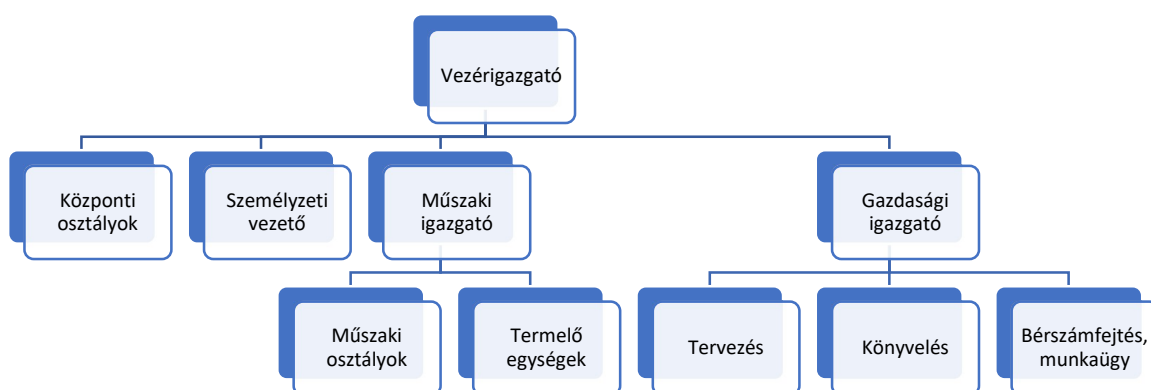 Vezérigazgató
Központi
osztályok
Személyzeti
vezető
Műszaki
igazgató
Gazdasági
igazgató
Műszaki
osztályok
Termelő
egységek
Tervezés
Könyvelés
Bérszámfejtés,
munkaügy